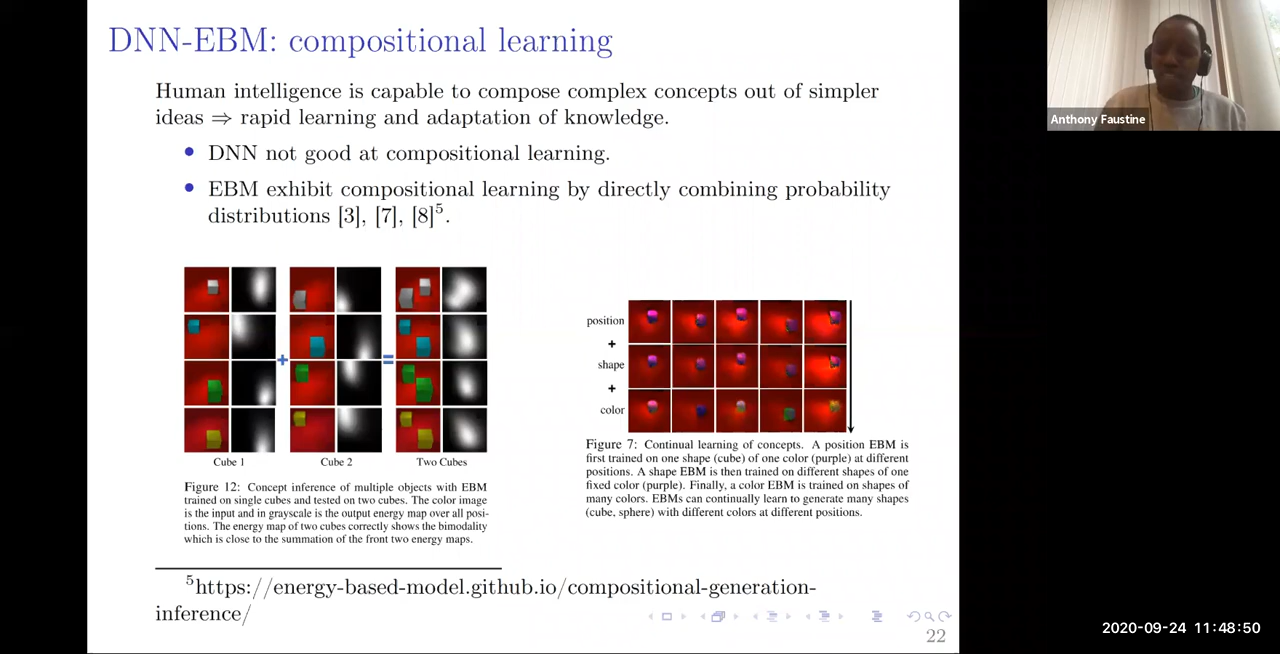 DNN-EBM: compositional learning
Human intelligence is capable to compose complex concepts out of simpler
ideas ⇒ rapid learning and adaptation of knowledge.
• DNN not good at compositional learning.
• EBM exhibit compositional learning by directly combining probability
distributions [3], [7], [8]⁵.
+
=
Cube 1
Cube 2
Two Cubes
Figure 12: Concept inference of multiple objects with EBM
trained on single cubes and tested on two cubes. The color image
is the input and in grayscale is the output energy map over all posi-
tions. The energy map of two cubes correctly shows the bimodality
which is close to the summation of the front two energy maps.
position
+
shape
+
color
Figure 7: Continual learning of concepts. A position EBM is
first trained on one shape (cube) of one color (purple) at different
positions. A shape EBM is then trained on different shapes of one
fixed color (purple). Finally, a color EBM is trained on shapes of
many colors. EBMs can continually learn to generate many shapes
(cube, sphere) with different colors at different positions.
⁵https://energy-based-model.github.io/compositional-generation-
inference/
22
Anthony Faustine
2020-09-24 11:48:50